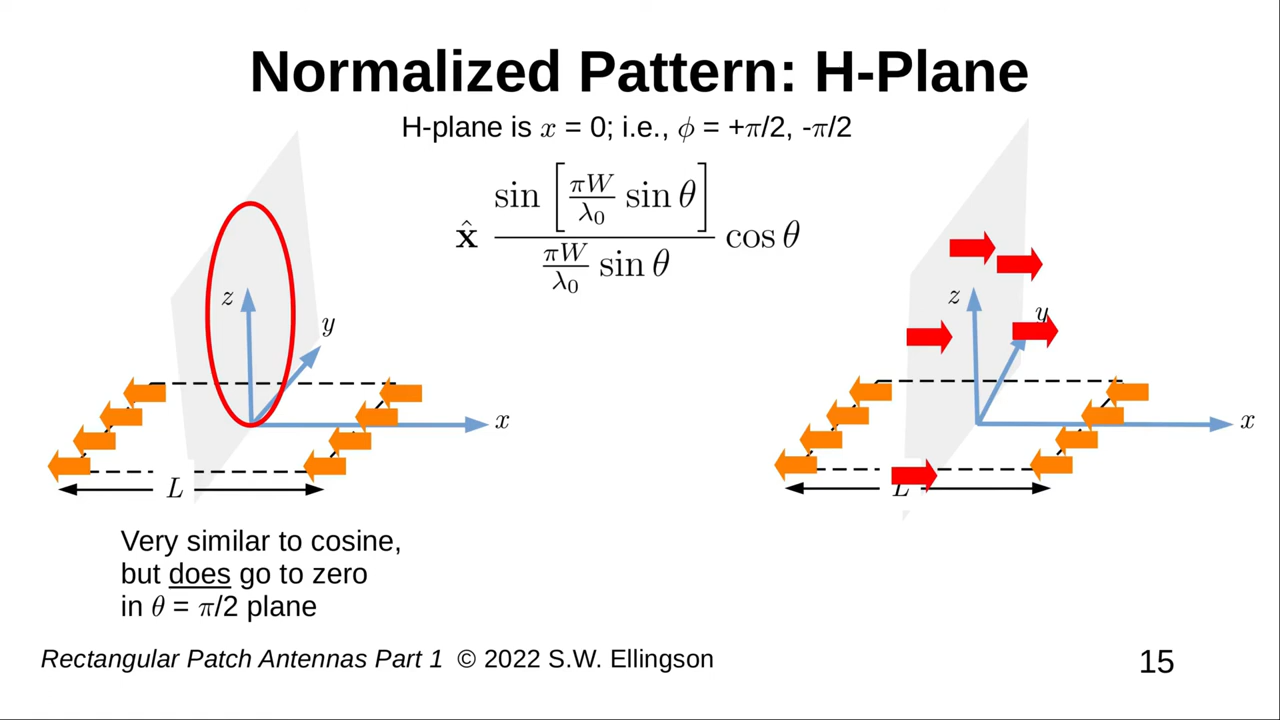 Normalized Pattern: H-Plane
H-plane is x = 0; i.e., ϕ = +π/2, -π/2
x̂ sin [ πW/λ₀ sin θ ] / ( πW/λ₀ sin θ ) cos θ
z
y
x
L
z
y
x
L
Very similar to cosine,
but does go to zero
in θ = π/2 plane
Rectangular Patch Antennas Part 1 © 2022 S.W. Ellingson
15